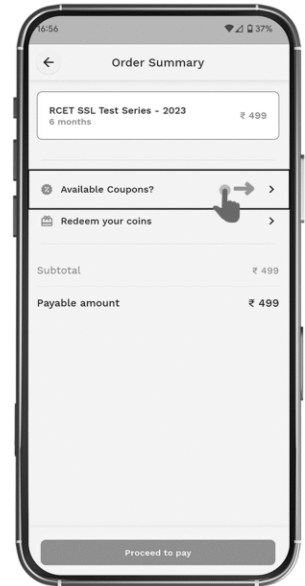 16:56
37%
Order Summary
RCET SSL Test Series - 2023
6 months
₹ 499
Available Coupons?
Redeem your coins
Subtotal
₹ 499
Payable amount
₹ 499
Proceed to pay